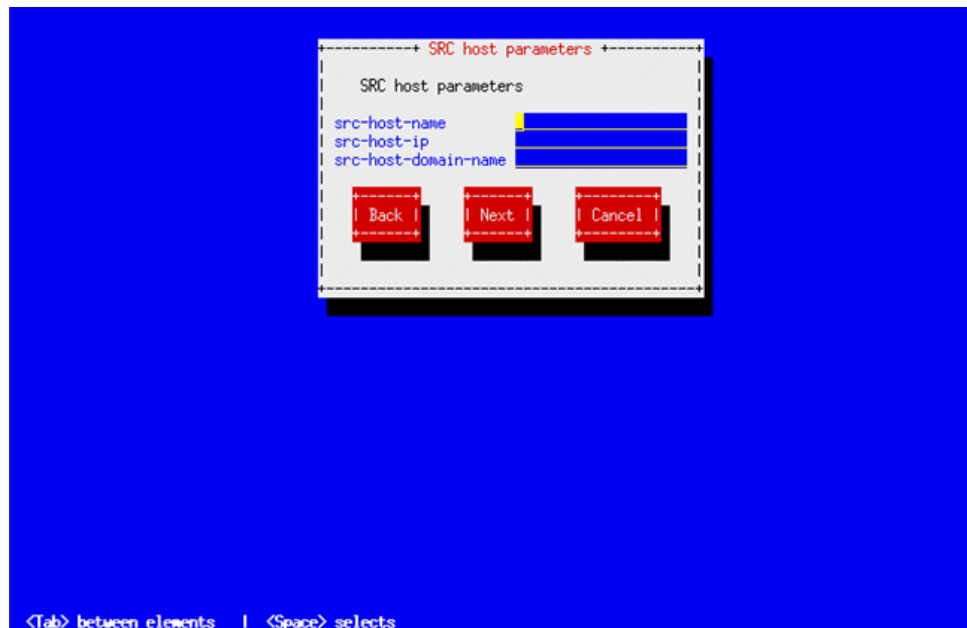 SRC host parameters
SRC host parameters
src-host-name
src-host-ip
src-host-domain-name
Back Next Cancel
<Tab> between elements | <Space> selects